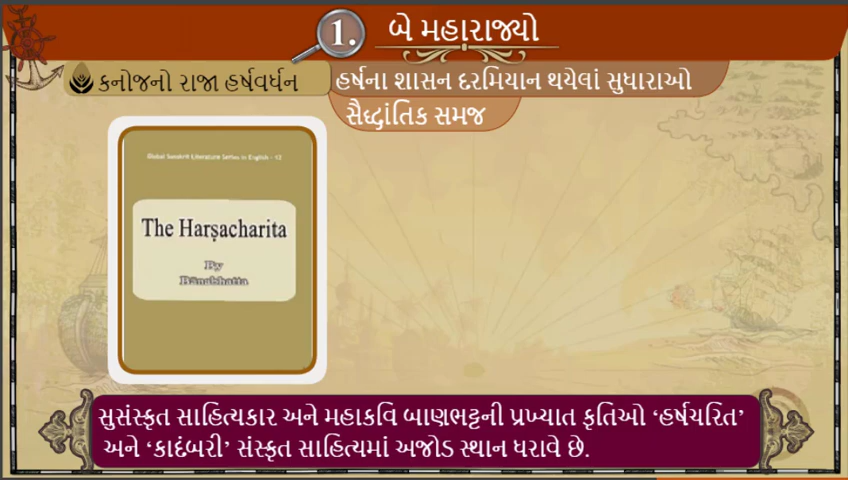 1. બે મહારાજ્યો
કનોજનો રાજા હર્ષવર્ધન
હર્ષના શાસન દરમિયાન થયેલાં સુધારાઓ
સૈદ્ધાંતિક સમજ
Global Sanskrit Literature Series in English - 12
The Harṣacharita
By
Bānabhatta
સુસંસ્કૃત સાહિત્યકાર અને મહાકવિ બાણભટ્ટની પ્રખ્યાત કૃતિઓ ‘હર્ષચરિત’
અને ‘કાદંબરી’ સંસ્કૃત સાહિત્યમાં અજોડ સ્થાન ધરાવે છે.